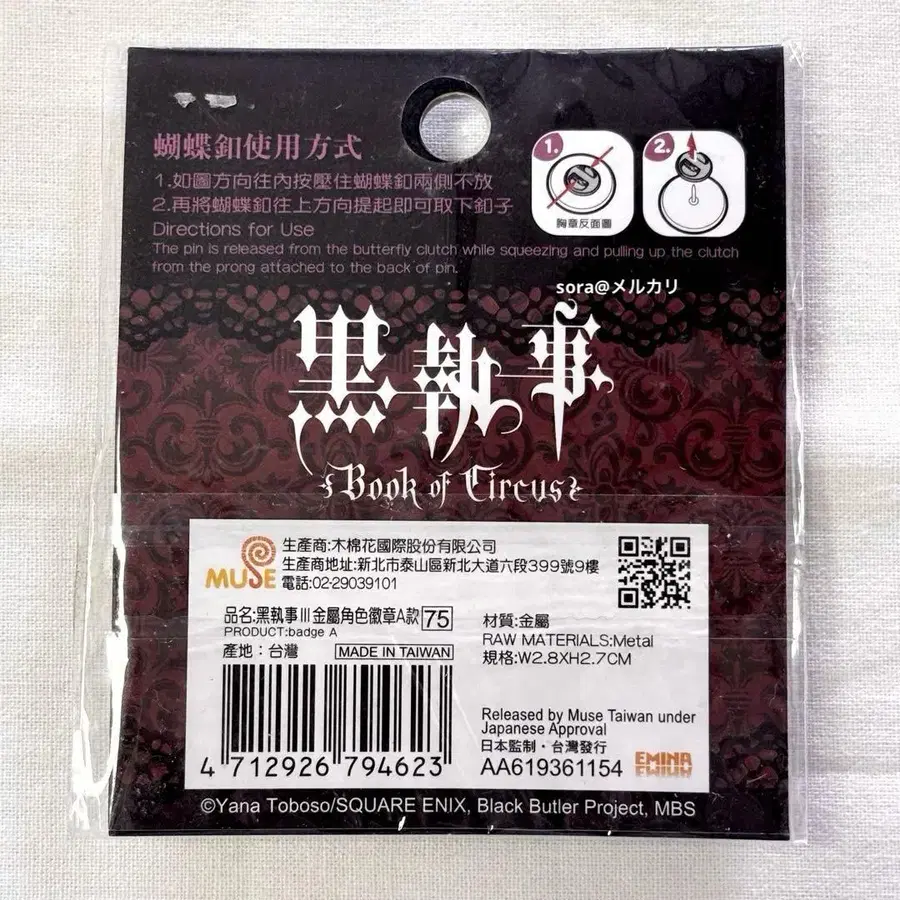 蝴蝶釦使用方式
1.如圖方向往內按壓住蝴蝶釦兩側不放
2.再將蝴蝶釦往上方向提起即可取下釦子
Directions for Use
The pin is released from the butterfly clutch while squeezing and pulling up the clutch
from the prong attached to the back of pin.
1.
胸章反面圖
2.
sora@メルカリ
黒執事
Book of Circus
MUSE
生產商:木棉花國際股份有限公司
生產商地址:新北市泰山區新北大道六段399號9樓
電話:02-29039101
品名:黑執事III金屬角色徽章A款 75
PRODUCT:badge A
產地:台灣 MADE IN TAIWAN
材質:金屬
RAW MATERIALS:Metal
規格:W2.8XH2.7CM
4 712926 794623
Released by Muse Taiwan under
Japanese Approval
日本監制・台灣發行
AA619361154
EMINA
©Yana Toboso/SQUARE ENIX, Black Butler Project, MBS